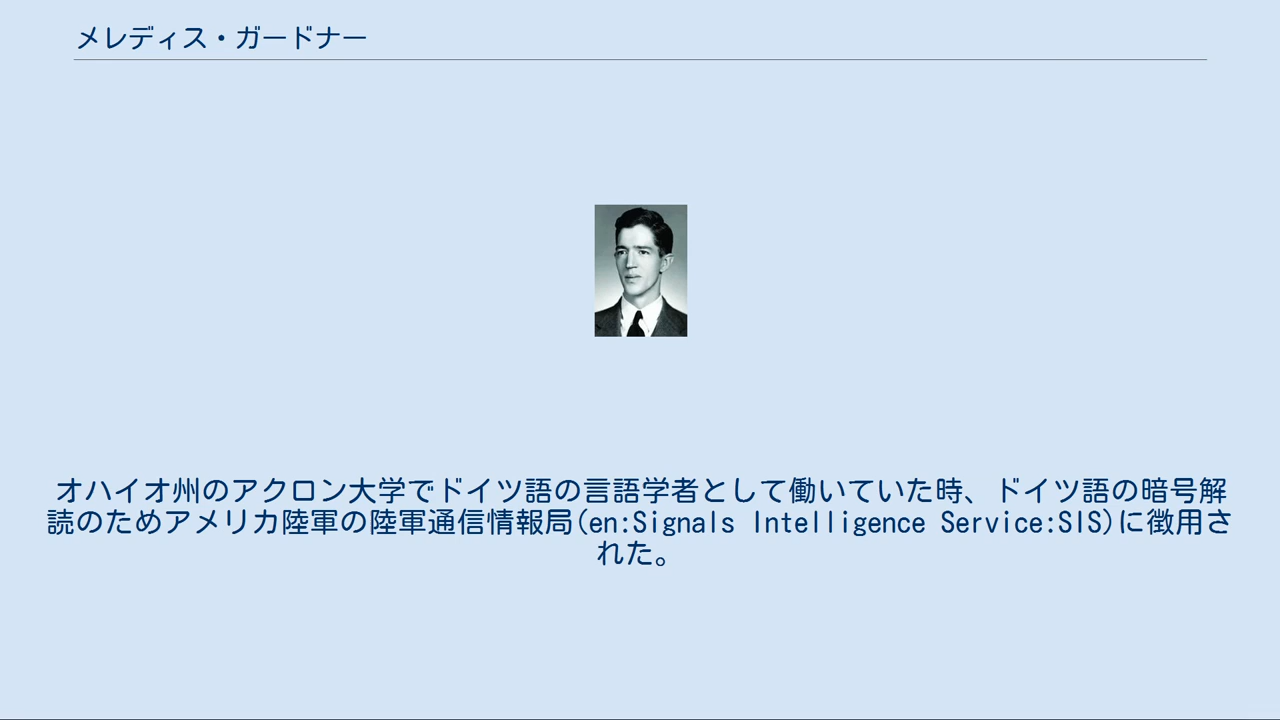 メレディス・ガードナー
オハイオ州のアクロン大学でドイツ語の言語学者として働いていた時、ドイツ語の暗号解
読のためアメリカ陸軍の陸軍通信情報局(en:Signals Intelligence Service:SIS)に徴用さ
れた。